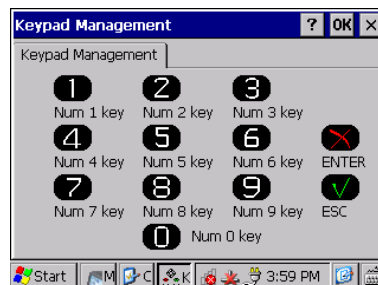 Keypad Management ? OK ×
Keypad Management
1 2 3
Num 1 key Num 2 key Num 3 key
4 5 6
Num 4 key Num 5 key Num 6 key ENTER
7 8 9
Num 7 key Num 8 key Num 9 key ESC
0 Num 0 key
Start M C K 3:59 PM